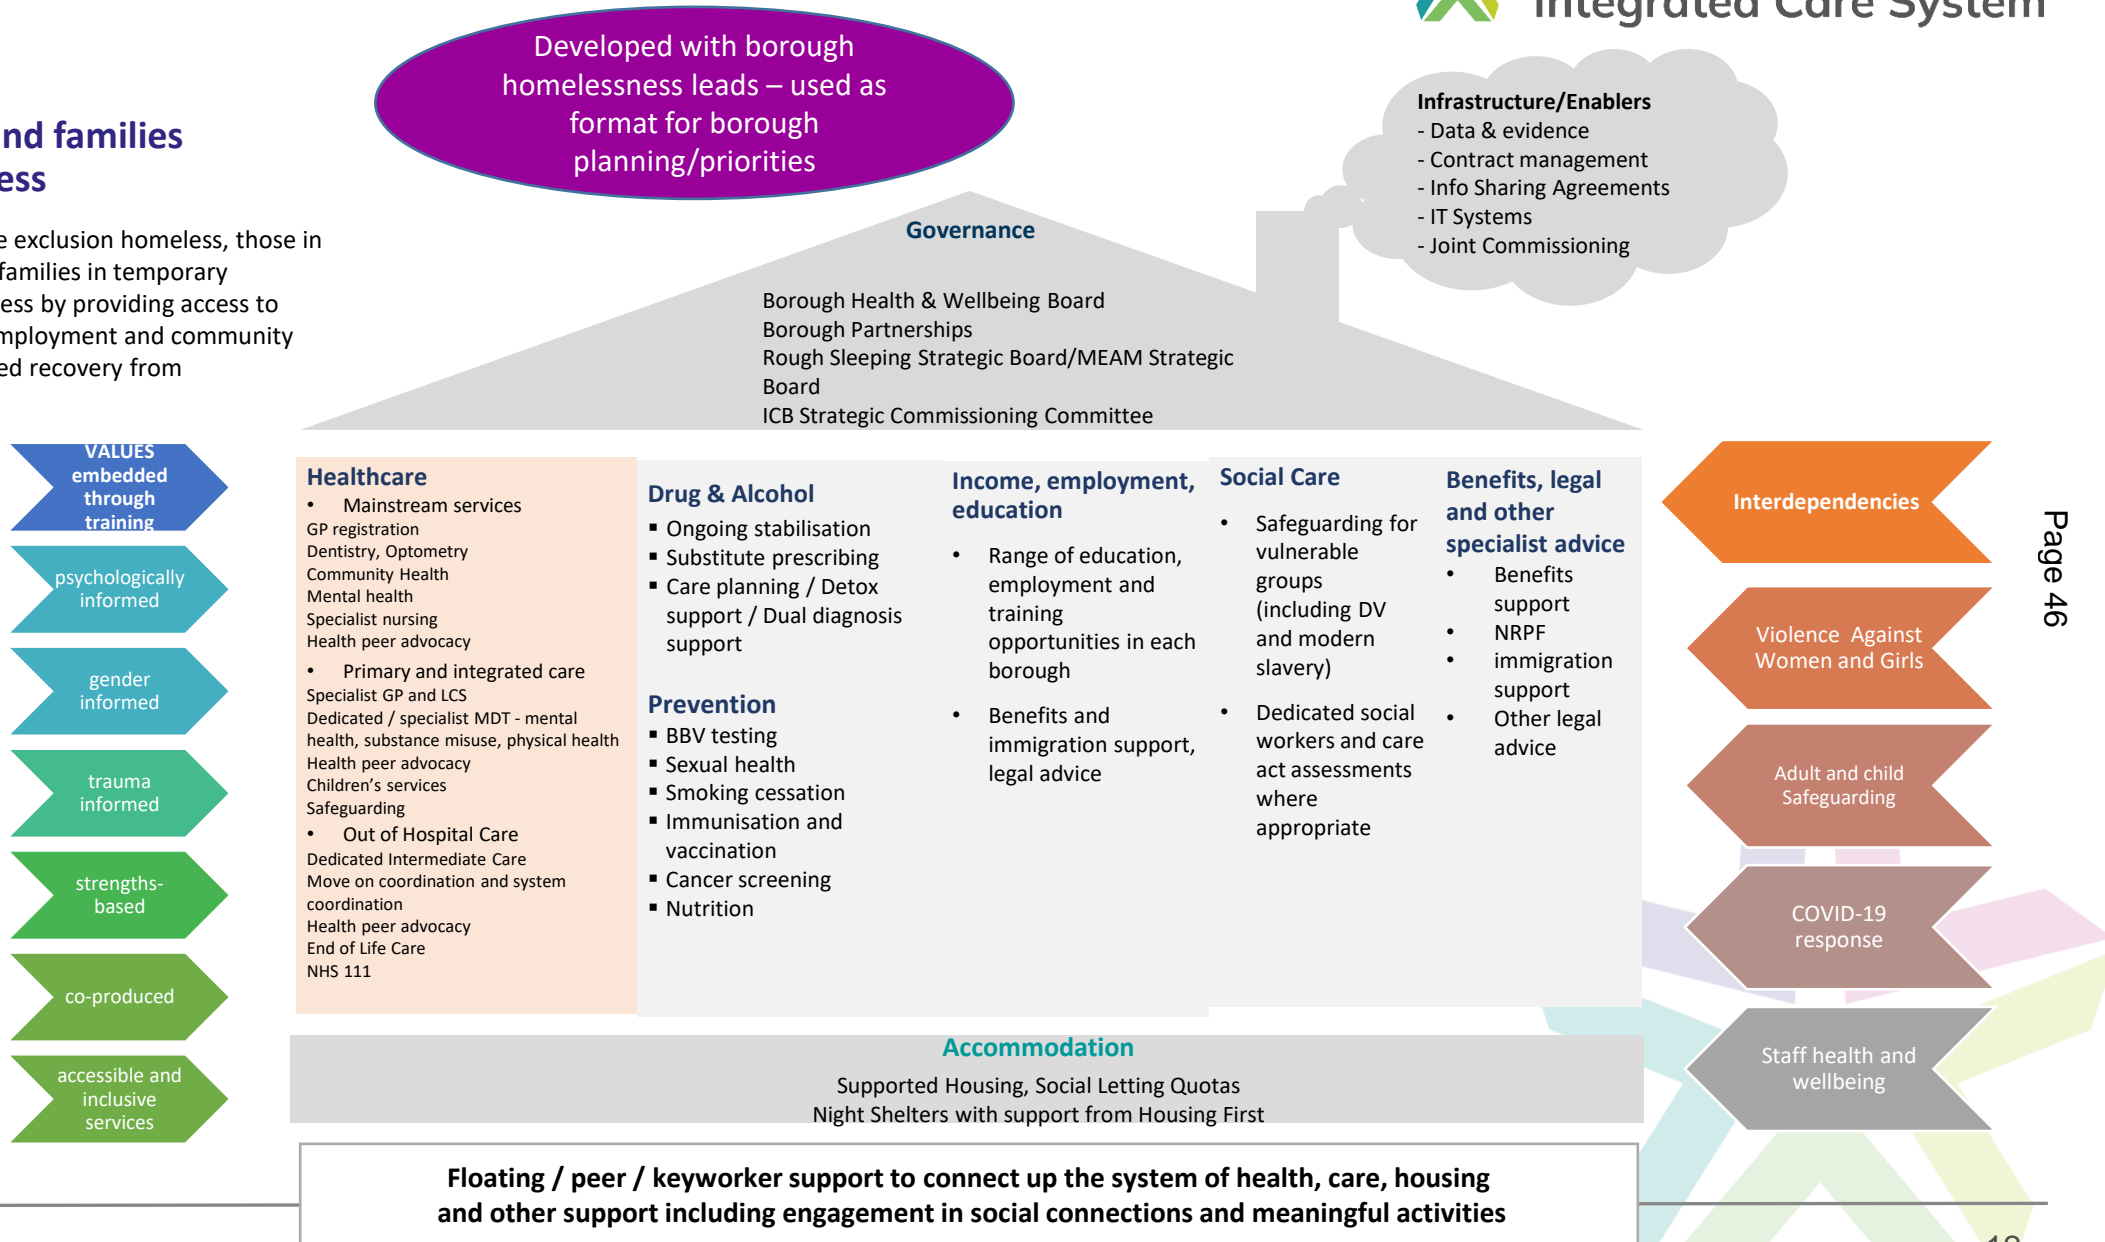 Integrated Care System
Developed with borough
homelessness leads – used as
format for borough
planning/priorities
Infrastructure/Enablers
- Data & evidence
- Contract management
- Info Sharing Agreements
- IT Systems
- Joint Commissioning
nd families
ess
e exclusion homeless, those in
families in temporary
ess by providing access to
mployment and community
ed recovery from
Governance
Borough Health & Wellbeing Board
Borough Partnerships
Rough Sleeping Strategic Board/MEAM Strategic
Board
ICB Strategic Commissioning Committee
VALUES
embedded
through
training
psychologically
informed
gender
informed
trauma
informed
strengths-
based
co-produced
accessible and
inclusive
services
Healthcare
• Mainstream services
GP registration
Dentistry, Optometry
Community Health
Mental health
Specialist nursing
Health peer advocacy
• Primary and integrated care
Specialist GP and LCS
Dedicated / specialist MDT - mental
health, substance misuse, physical health
Health peer advocacy
Children's services
Safeguarding
• Out of Hospital Care
Dedicated Intermediate Care
Move on coordination and system
coordination
Health peer advocacy
End of Life Care
NHS 111
Drug & Alcohol
▪ Ongoing stabilisation
▪ Substitute prescribing
▪ Care planning / Detox
support / Dual diagnosis
support
Prevention
▪ BBV testing
▪ Sexual health
▪ Smoking cessation
▪ Immunisation and
vaccination
▪ Cancer screening
▪ Nutrition
Income, employment,
education
• Range of education,
employment and
training
opportunities in each
borough
• Benefits and
immigration support,
legal advice
Social Care
• Safeguarding for
vulnerable
groups
(including DV
and modern
slavery)
• Dedicated social
workers and care
act assessments
where
appropriate
Benefits, legal
and other
specialist advice
• Benefits
support
• NRPF
• immigration
support
• Other legal
advice
Interdependencies
Violence Against
Women and Girls
Adult and child
Safeguarding
COVID-19
response
Staff health and
wellbeing
Page 46
Accommodation
Supported Housing, Social Letting Quotas
Night Shelters with support from Housing First
Floating / peer / keyworker support to connect up the system of health, care, housing
and other support including engagement in social connections and meaningful activities